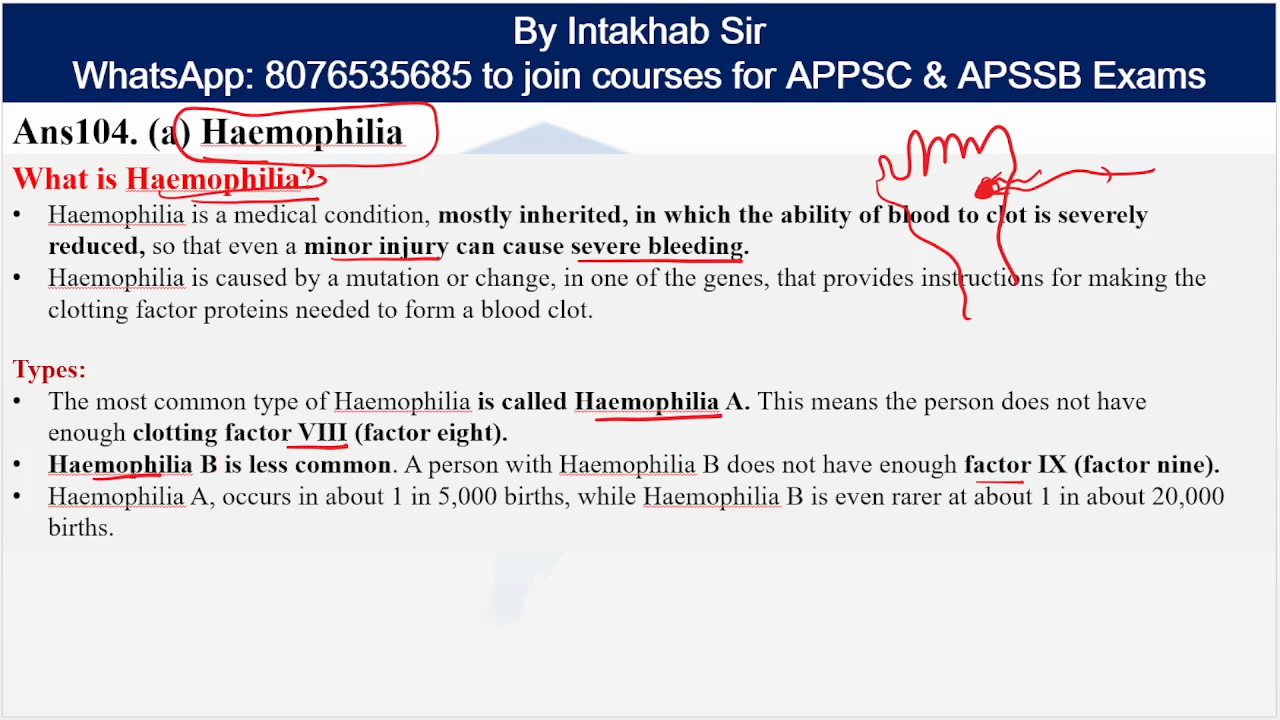 By Intakhab Sir
WhatsApp: 8076535685 to join courses for APPSC & APSSB Exams
Ans104. (a) Haemophilia
What is Haemophilia?
• Haemophilia is a medical condition, mostly inherited, in which the ability of blood to clot is severely
reduced, so that even a minor injury can cause severe bleeding.
• Haemophilia is caused by a mutation or change, in one of the genes, that provides instructions for making the
clotting factor proteins needed to form a blood clot.
Types:
• The most common type of Haemophilia is called Haemophilia A. This means the person does not have
enough clotting factor VIII (factor eight).
• Haemophilia B is less common. A person with Haemophilia B does not have enough factor IX (factor nine).
• Haemophilia A, occurs in about 1 in 5,000 births, while Haemophilia B is even rarer at about 1 in about 20,000
births.